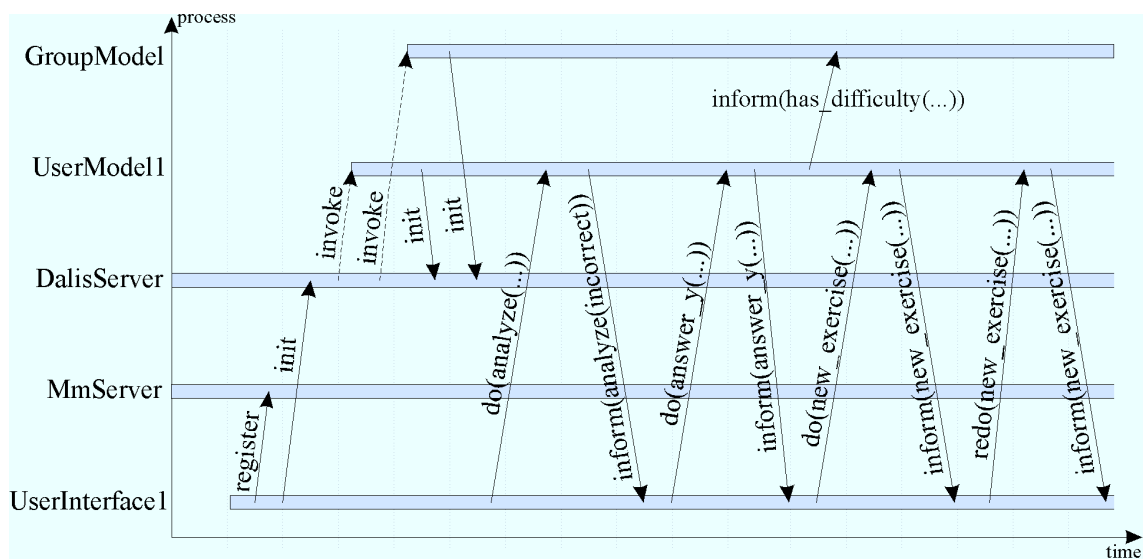 process
GroupModel
inform(has_difficulty(...))
UserModel1
invoke
invoke
init
init
DalisServer
init
do(analyze(...))
inform(analyze(incorrect))
do(answer_y(...))
inform(answer_y(...))
do(new_exercise(...))
inform(new_exercise(...))
redo(new_exercise(...))
inform(new_exercise(...))
MmServer
register
UserInterface1
time